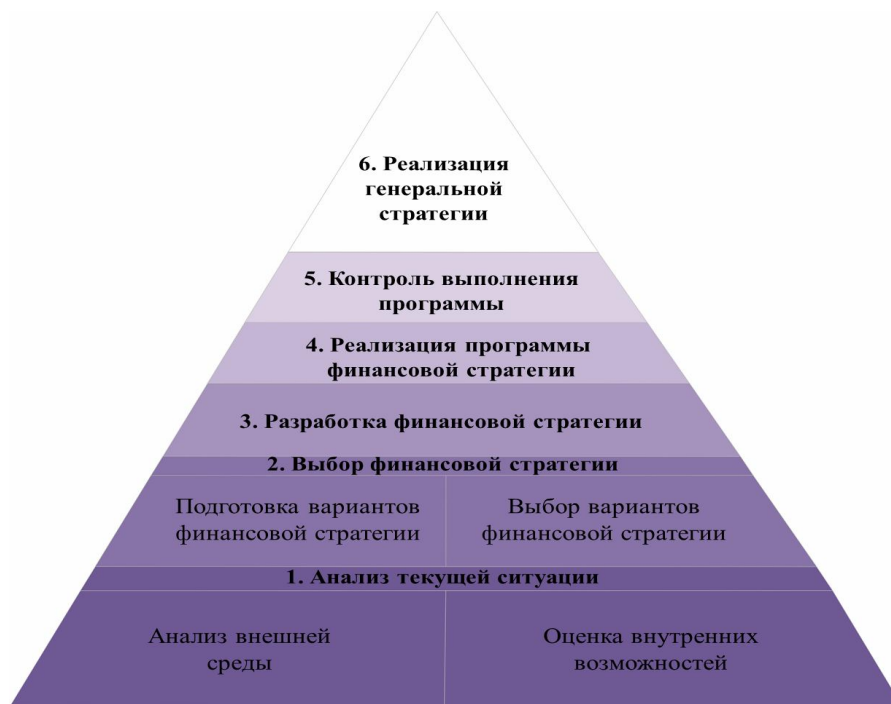 6. Реализация
генеральной
стратегии
5. Контроль выполнения
программы
4. Реализация программы
финансовой стратегии
3. Разработка финансовой стратегии
2. Выбор финансовой стратегии
Подготовка вариантов
финансовой стратегии
Выбор вариантов
финансовой стратегии
1. Анализ текущей ситуации
Анализ внешней
среды
Оценка внутренних
возможностей